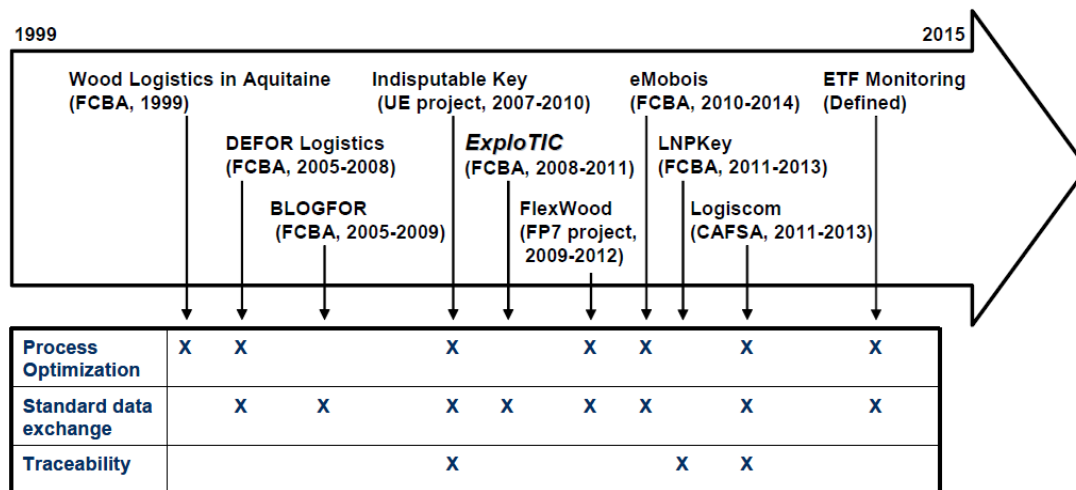 1999
2015
Wood Logistics in Aquitaine
(FCBA, 1999)
Indisputable Key
(UE project, 2007-2010)
eMobois
(FCBA, 2010-2014)
ETF Monitoring
(Defined)
DEFOR Logistics
(FCBA, 2005-2008)
ExploTIC
(FCBA, 2008-2011)
LNPKey
(FCBA, 2011-2013)
BLOGFOR
(FCBA, 2005-2009)
FlexWood
(FP7 project,
2009-2012)
Logiscom
(CAFSA, 2011-2013)
Process
Optimization
X X X X X X X
Standard data
exchange
X X X X X X X X
Traceability
X X X